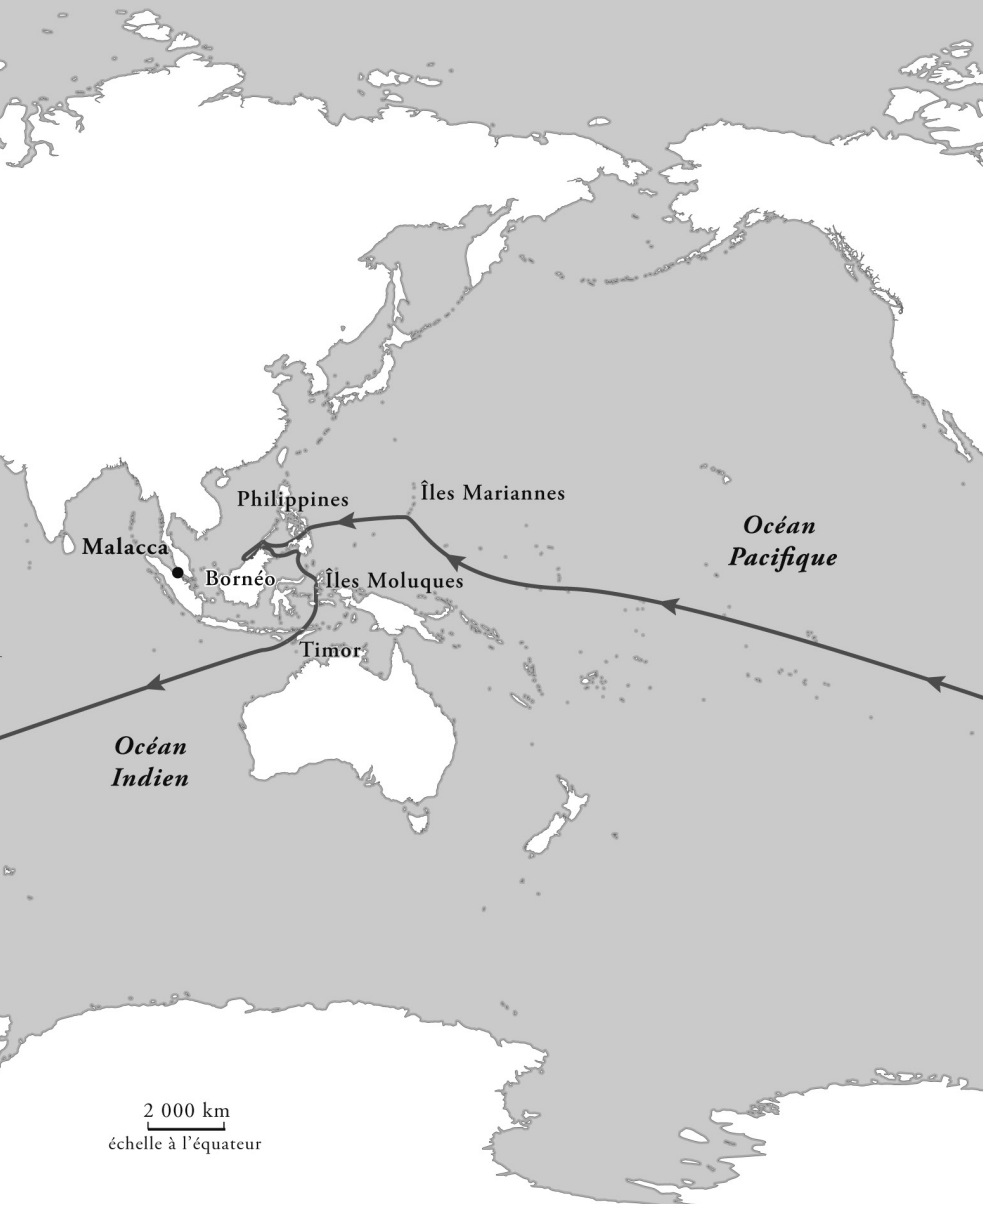 Philippines
Îles Mariannes
Océan
Pacifique
Malacca
Bornéo
Îles Moluques
Timor
Océan
Indien
2 000 km
échelle à l'équateur